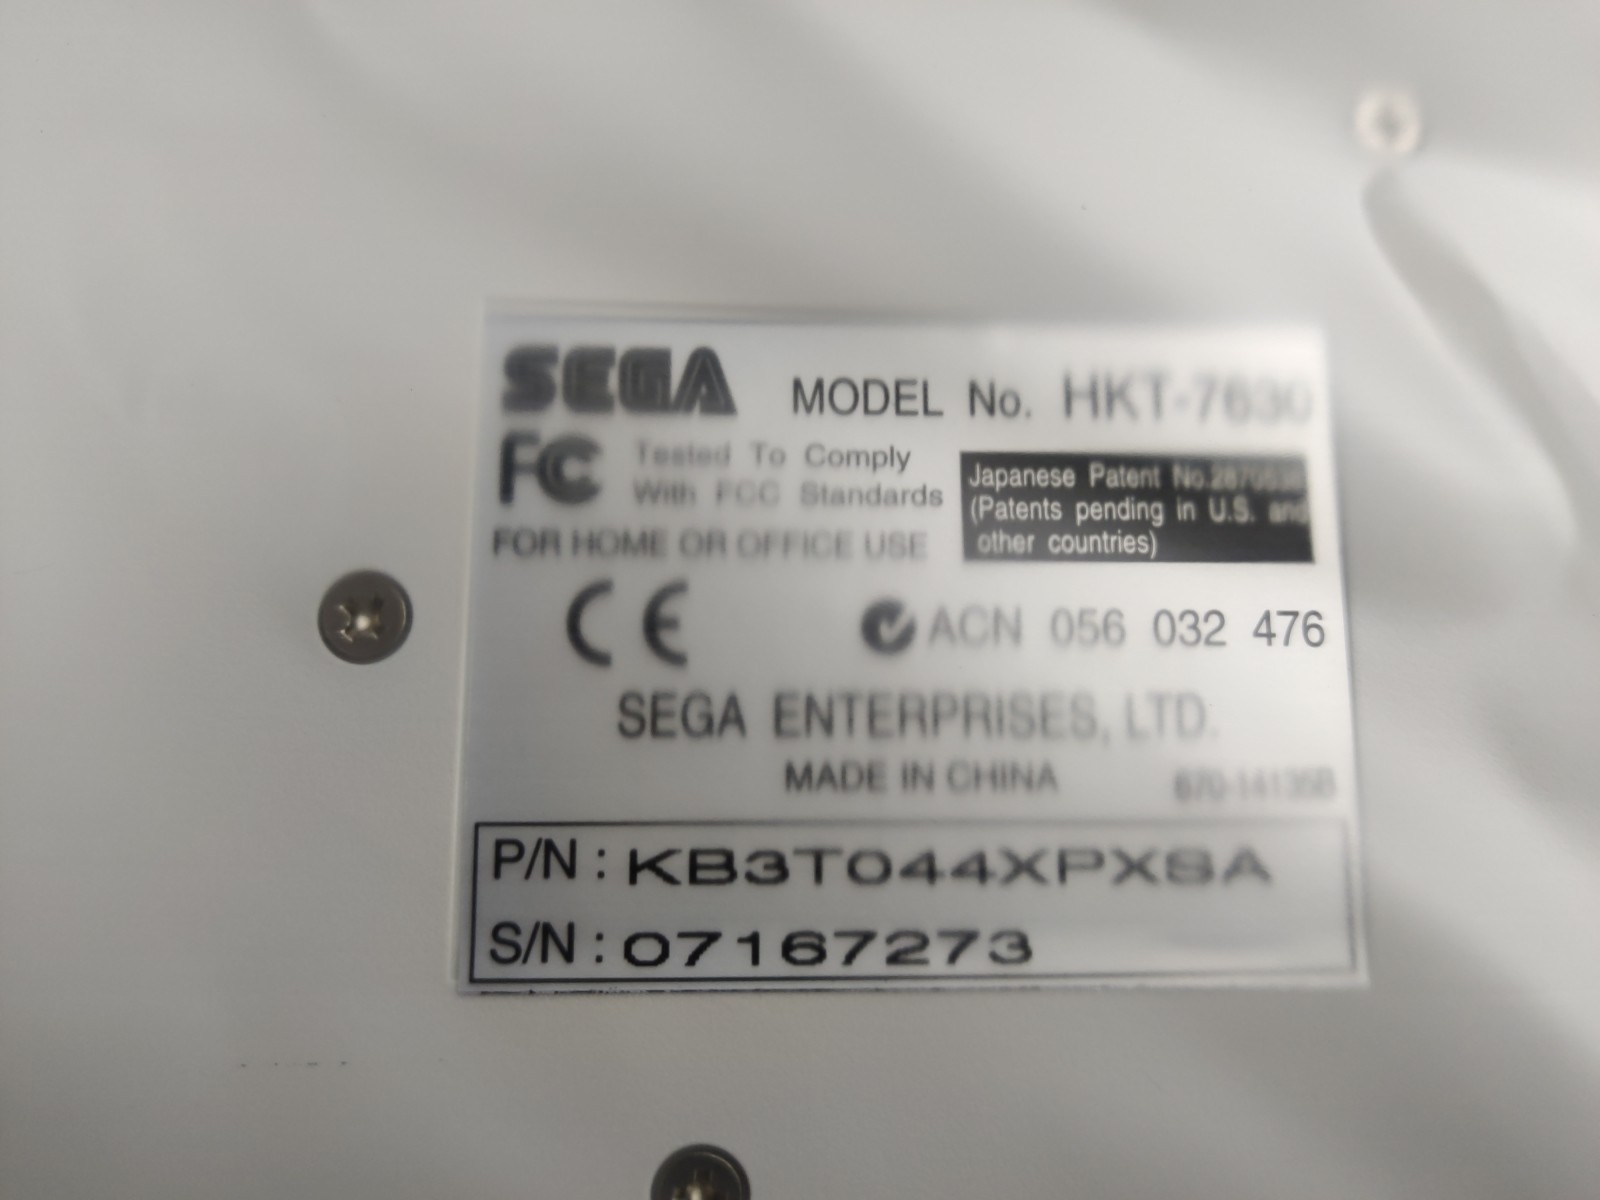 SEGA MODEL No. HKT-7630
FC Tested To Comply
With FCC Standards
FOR HOME OR OFFICE USE
Japanese Patent No.
(Patents pending in U.S. and
other countries)
CE ACN 056 032 476
SEGA ENTERPRISES, LTD.
MADE IN CHINA
P/N : KB3T044XPXSA
S/N : 07167273